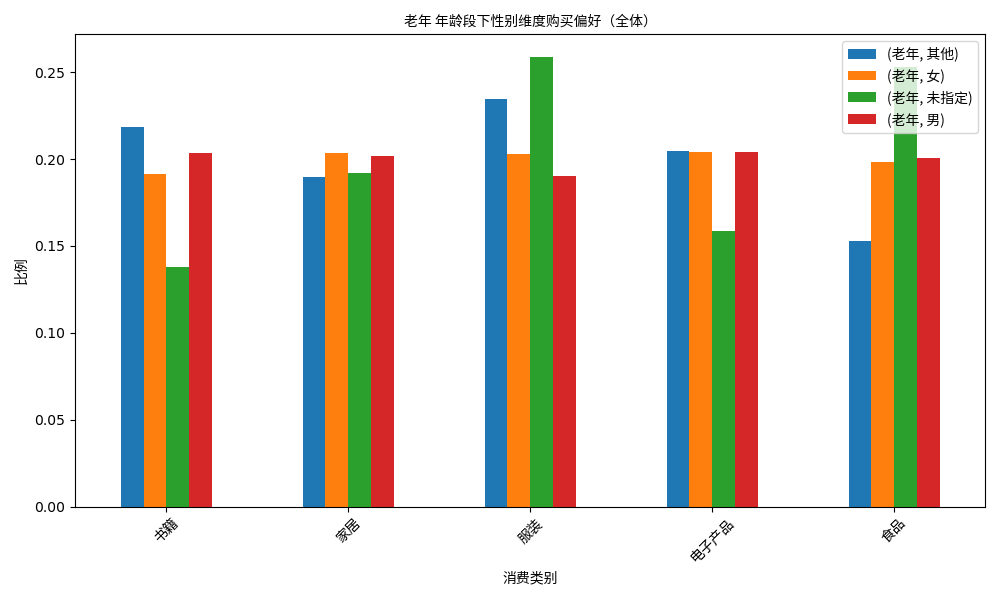 老年 年龄段下性别维度购买偏好（全体）
(老年, 其他)
(老年, 女)
(老年, 未指定)
(老年, 男)
比例
0.25
0.20
0.15
0.10
0.05
0.00
书籍
家居
服装
电子产品
食品
消费类别